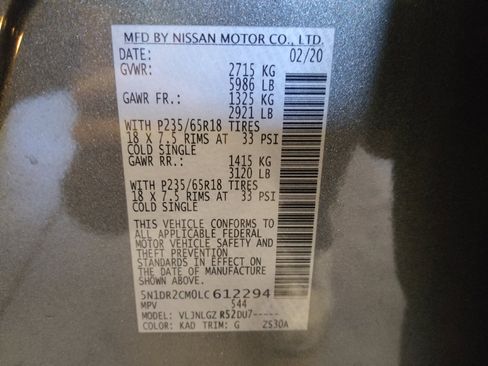 MFD BY NISSAN MOTOR CO., LTD.
DATE: 02/20
GVWR: 2715 KG
5986 LB
GAWR FR.: 1325 KG
2921 LB
WITH P235/65R18 TIRES
18 X 7.5 RIMS AT 33 PSI
COLD SINGLE
GAWR RR.: 1415 KG
3120 LB
WITH P235/65R18 TIRES
18 X 7.5 RIMS AT 33 PSI
COLD SINGLE
THIS VEHICLE CONFORMS TO
ALL APPLICABLE FEDERAL
MOTOR VEHICLE SAFETY AND
THEFT PREVENTION
STANDARDS IN EFFECT ON
THE DATE OF MANUFACTURE
SHOWN ABOVE.
5N1DR2CM0LC612294
MPV 544
MODEL: VLJNLGZ R52DU7-----
COLOR: KAD TRIM: G Z530A